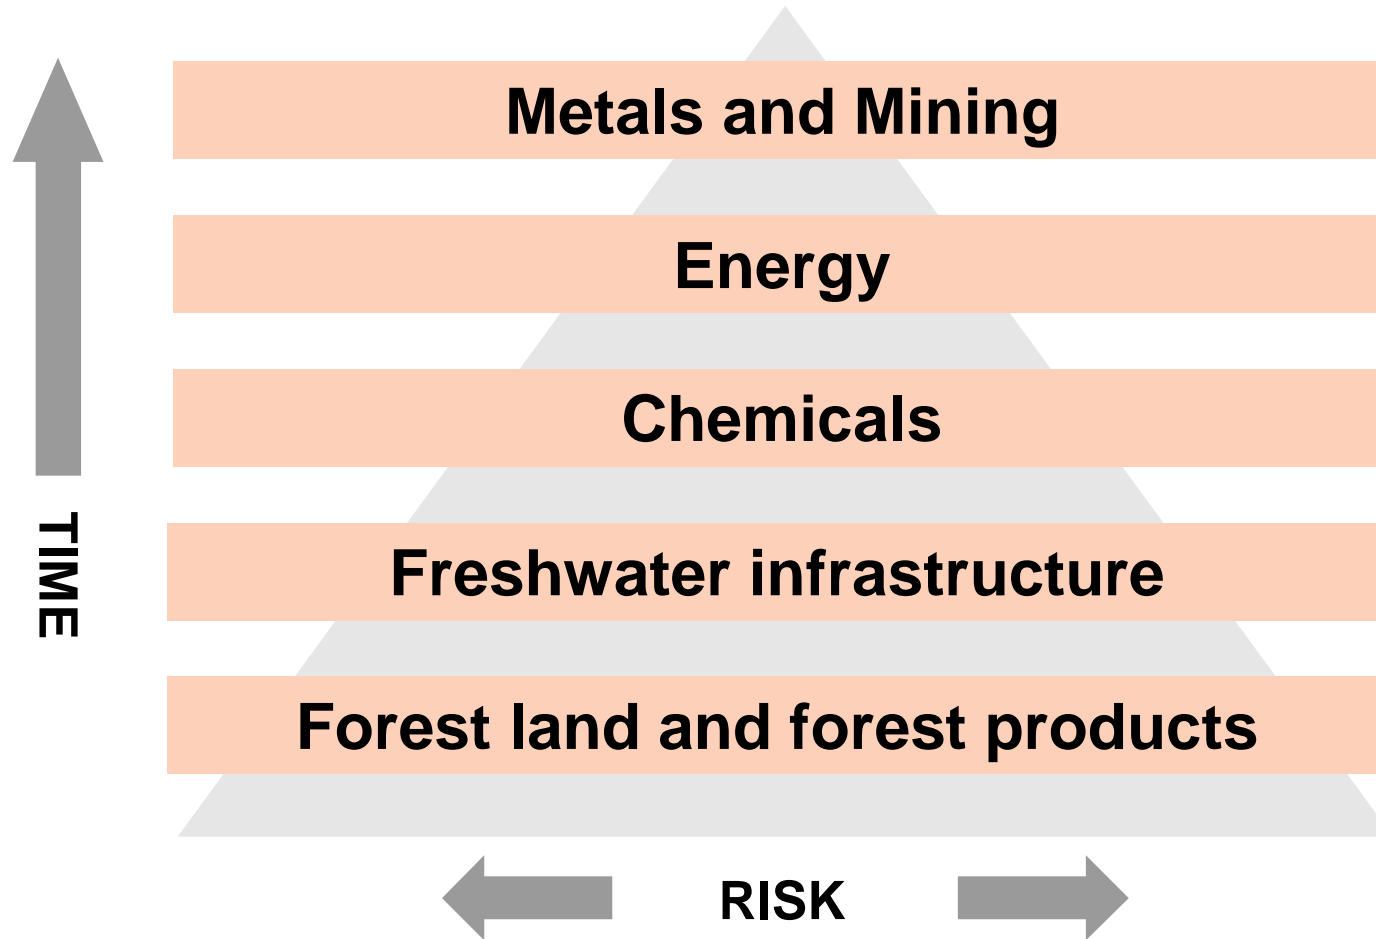 Metals and Mining
Energy
Chemicals
Freshwater infrastructure
Forest land and forest products
TIME
RISK